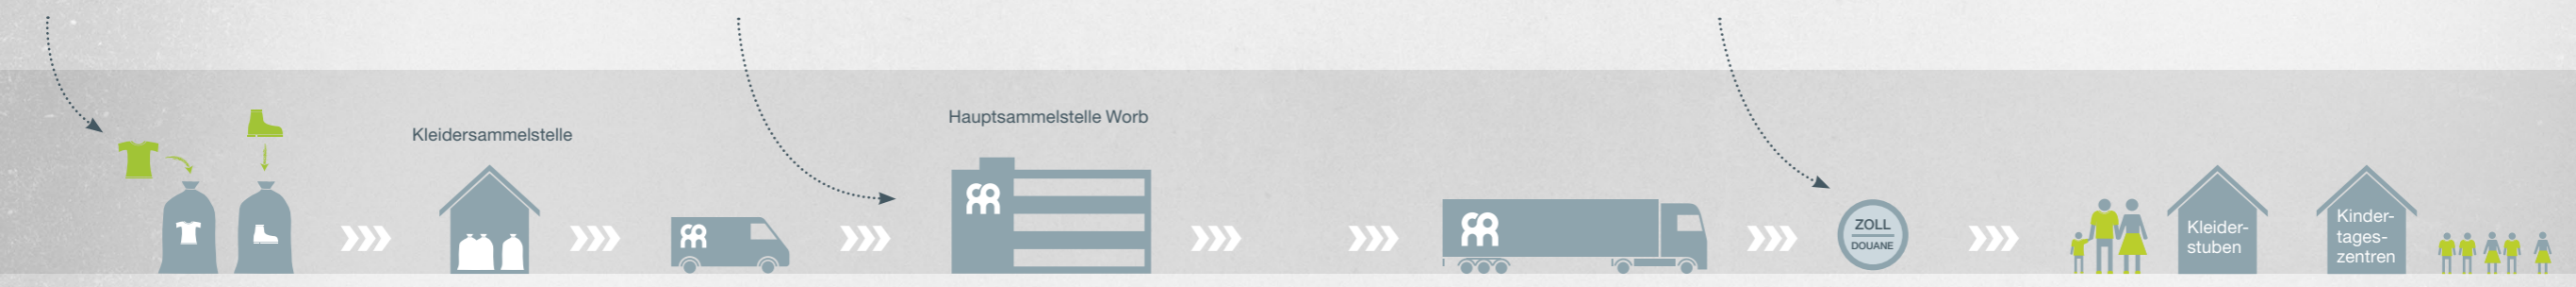 Kleidersammelstelle
Hauptsammelstelle Worb
ZOLL
DOUANE
Kleider-
stuben
Kinder-
tages-
zentren